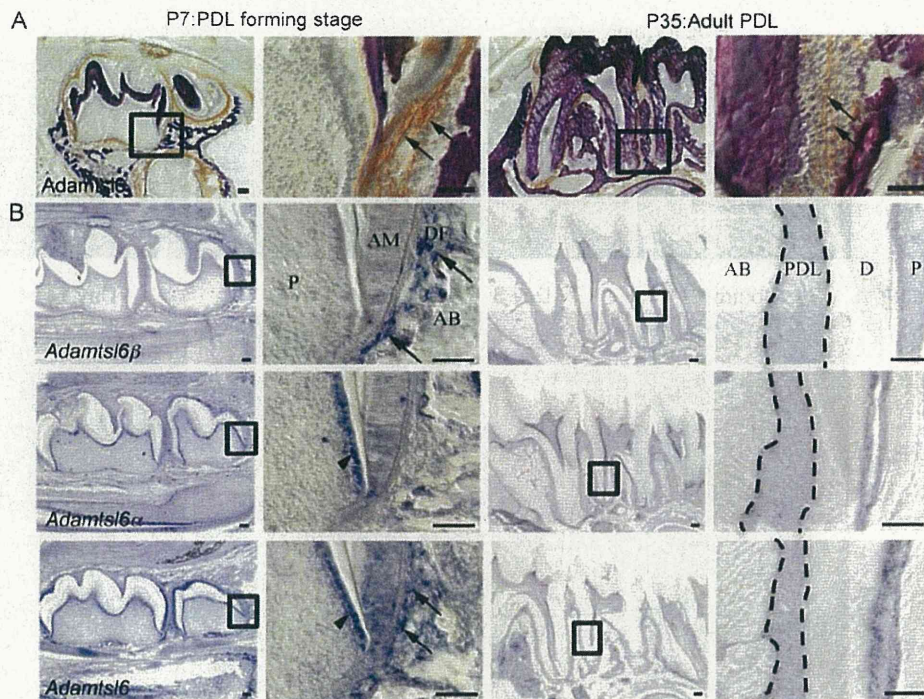 A
P7:PDL forming stage
P35:Adult PDL
Adamtsl6
B
P
AM
DF
AB
AB
PDL
D
P
Adamtsl6β
Adamtsl6α
Adamtsl6